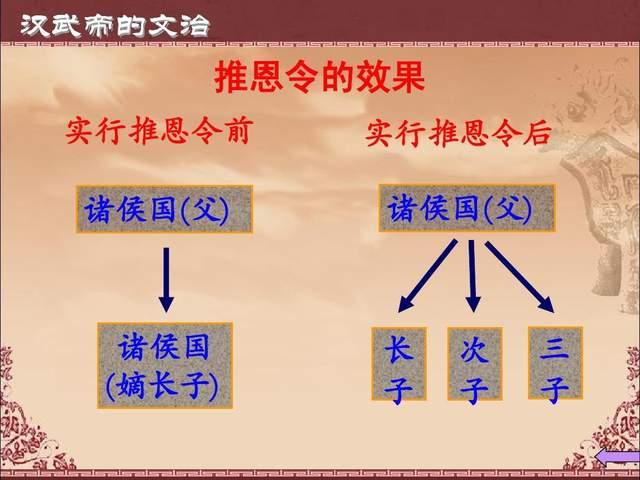 汉武帝的文治
推恩令的效果
实行推恩令前
实行推恩令后
诸侯国(父)
诸侯国(父)
诸侯国
(嫡长子)
长
子
次
子
三
子